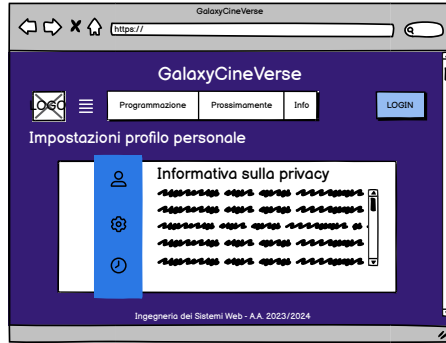 GalaxyCineVerse
https://
GalaxyCineVerse
LOGO
Programmazione Prossimamente Info
LOGIN
Impostazioni profilo personale
Informativa sulla privacy
Ingegneria dei Sistemi Web - A.A. 2023/2024